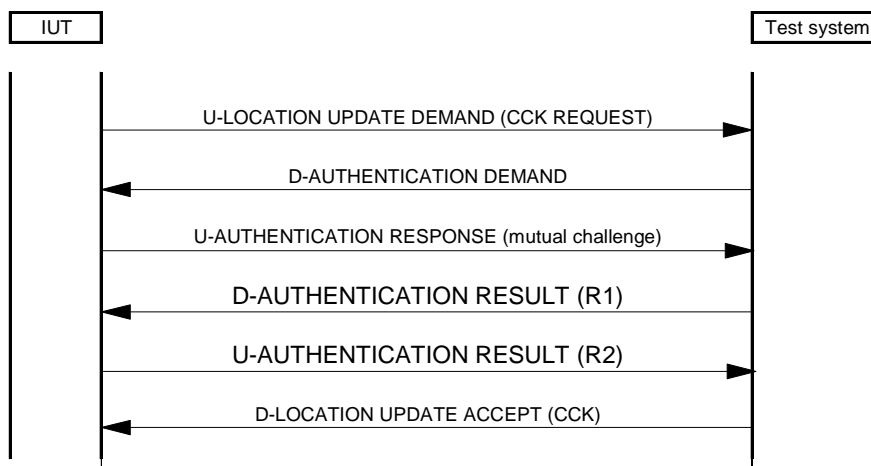 IUT
Test system
U-LOCATION UPDATE DEMAND (CCK REQUEST)
D-AUTHENTICATION DEMAND
U-AUTHENTICATION RESPONSE (mutual challenge)
D-AUTHENTICATION RESULT (R1)
U-AUTHENTICATION RESULT (R2)
D-LOCATION UPDATE ACCEPT (CCK)